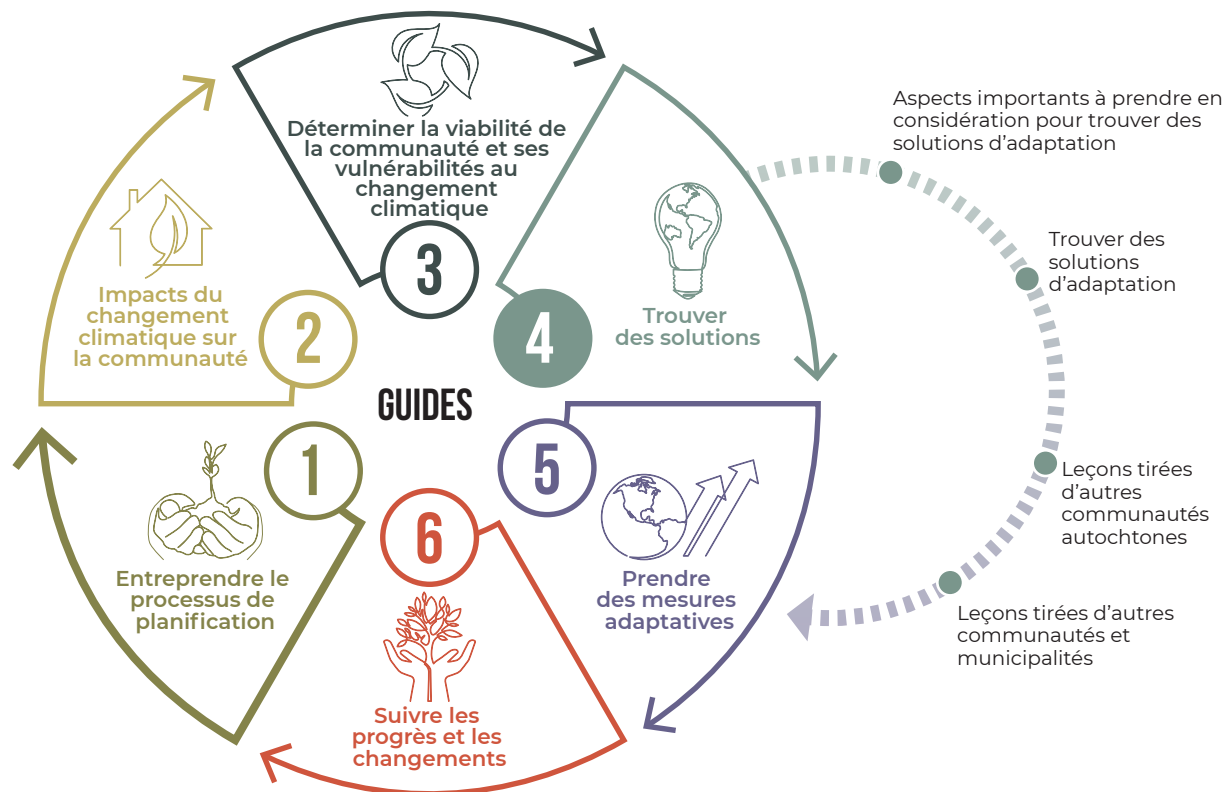 GUIDES
1
Entreprendre le
processus de
planification
2
Impacts du
changement
climatique sur
la communauté
3
Déterminer la viabilité de
la communauté et ses
vulnérabilités au
changement
climatique
4
Trouver
des solutions
5
Prendre
des mesures
adaptatives
6
Suivre les
progrès et les
changements
Aspects importants à prendre en
considération pour trouver des
solutions d’adaptation
Trouver des
solutions
d’adaptation
Leçons tirées
d’autres
communautés
autochtones
Leçons tirées d’autres
communautés et
municipalités